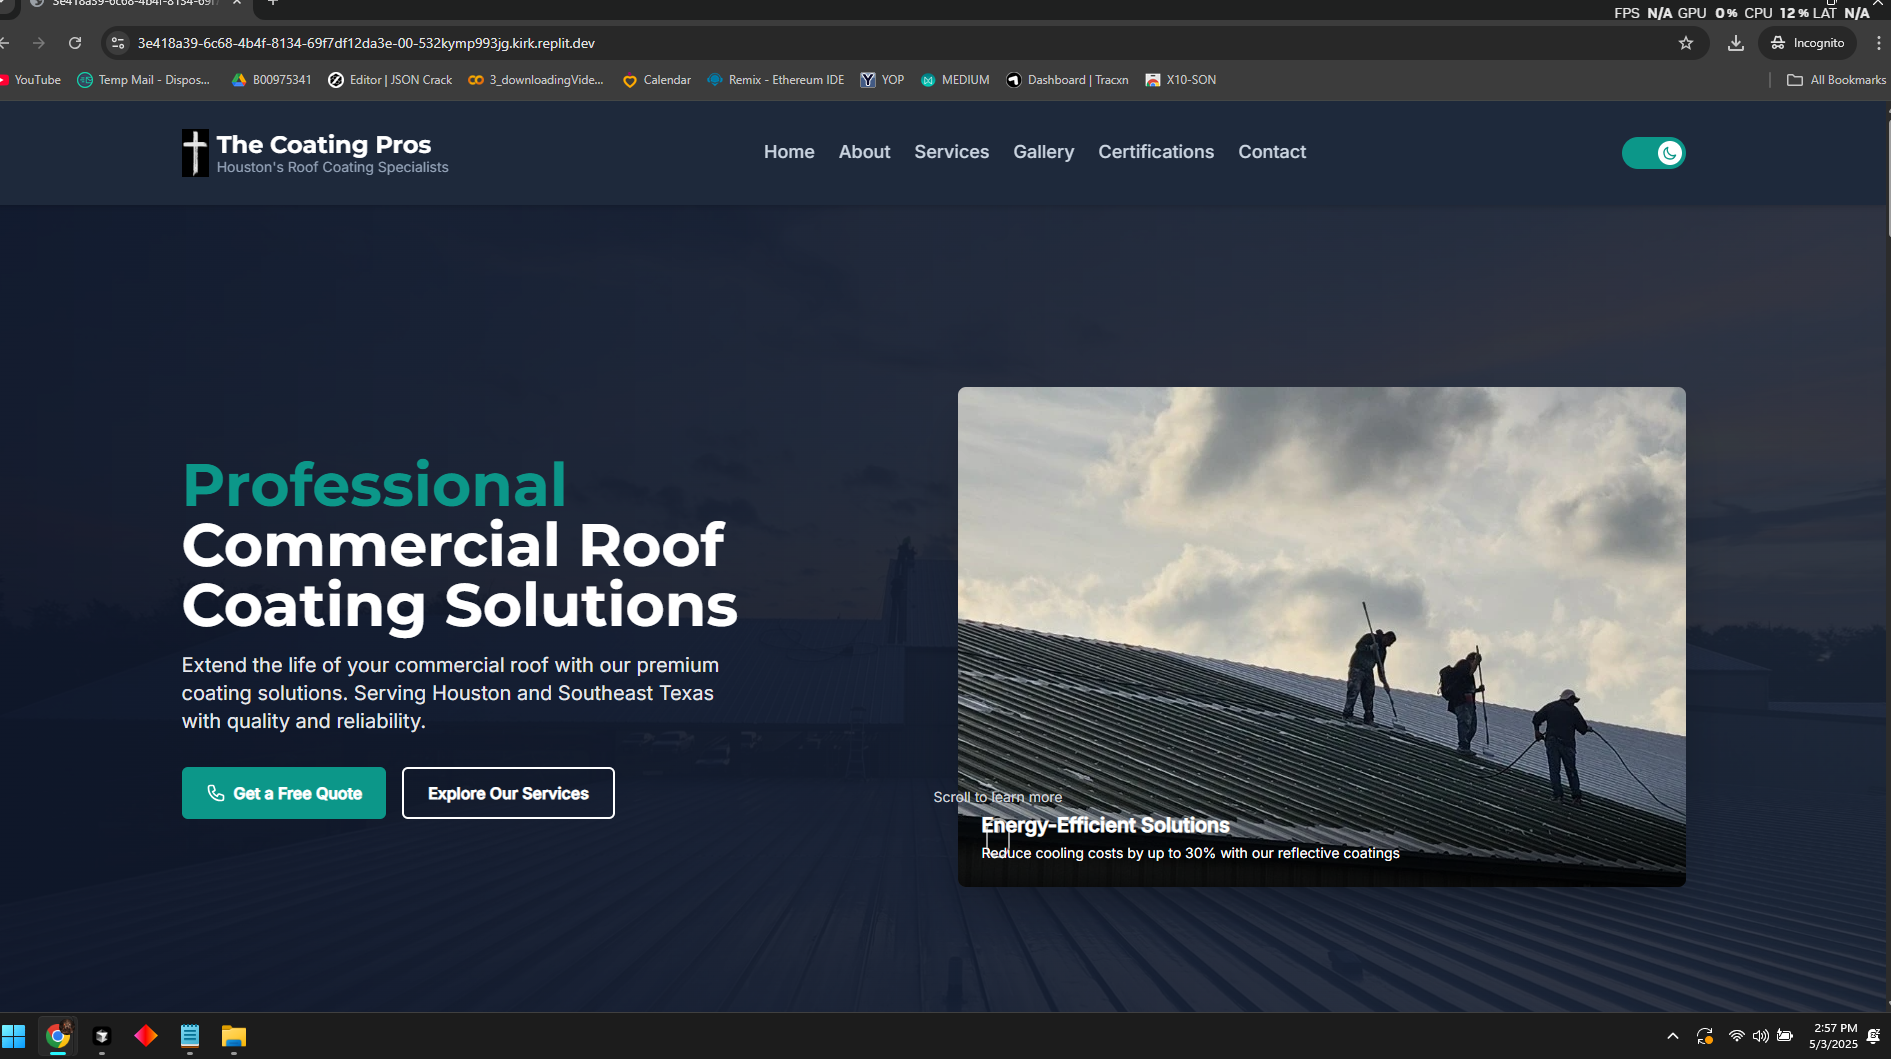 3e418a39-6c68-4b4f-8134-69f7
FPS N/A GPU 0% CPU 12% LAT N/A
3e418a39-6c68-4b4f-8134-69f7df12da3e-00-532kymp993jg.kirk.replit.dev
Incognito
YouTube
Temp Mail - Dispos...
B00975341
Editor | JSON Crack
3_downloadingVide...
Calendar
Remix - Ethereum IDE
YOP
MEDIUM
Dashboard | Tracxn
X10-SON
All Bookmarks
The Coating Pros
Houston's Roof Coating Specialists
Home
About
Services
Gallery
Certifications
Contact
Professional
Commercial Roof
Coating Solutions
Extend the life of your commercial roof with our premium
coating solutions. Serving Houston and Southeast Texas
with quality and reliability.
Get a Free Quote
Explore Our Services
Scroll to learn more
Energy-Efficient Solutions
Reduce cooling costs by up to 30% with our reflective coatings
2:57 PM
5/3/2025